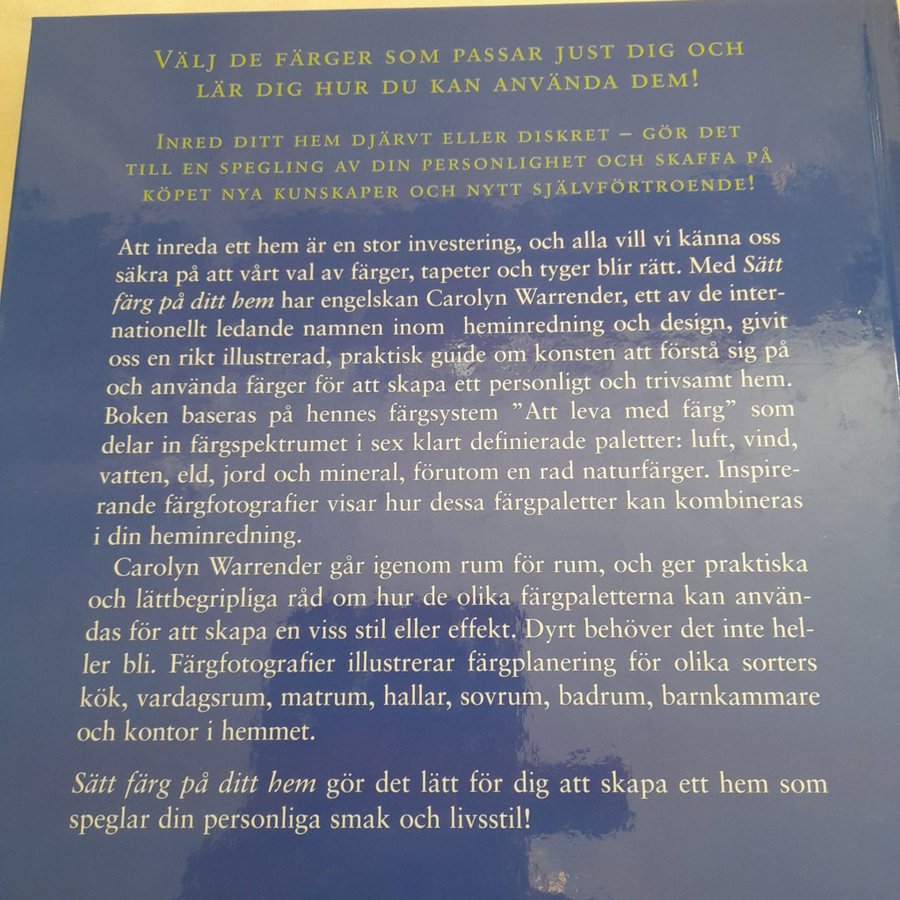 VÄLJ DE FÄRGER SOM PASSAR JUST DIG OCH
LÄR DIG HUR DU KAN ANVÄNDA DEM!
INRED DITT HEM DJÄRVT ELLER DISKRET – GÖR DET
TILL EN SPEGLING AV DIN PERSONLIGHET OCH SKAFFA PÅ
KÖPET NYA KUNSKAPER OCH NYTT SJÄLVFÖRTROENDE!
Att inreda ett hem är en stor investering, och alla vill vi känna oss
säkra på att vårt val av färger, tapeter och tyger blir rätt. Med Sätt
färg på ditt hem har engelskan Carolyn Warrender, ett av de inter-
nationellt ledande namnen inom heminredning och design, givit
oss en rikt illustrerad, praktisk guide om konsten att förstå sig på
och använda färger för att skapa ett personligt och trivsamt hem.
Boken baseras på hennes färgsystem ”Att leva med färg” som
delar in färgspektrumet i sex klart definierade paletter: luft, vind,
vatten, eld, jord och mineral, förutom en rad naturfärger. Inspire-
rande färgfotografier visar hur dessa färgpaletter kan kombineras
i din heminredning.
Carolyn Warrender går igenom rum för rum, och ger praktiska
och lättbegripliga råd om hur de olika färgpaletterna kan använ-
das för att skapa en viss stil eller effekt. Dyrt behöver det inte hel-
ler bli. Färgfotografier illustrerar färgplanering för olika sorters
kök, vardagsrum, matrum, hallar, sovrum, badrum, barnkammare
och kontor i hemmet.
Sätt färg på ditt hem gör det lätt för dig att skapa ett hem som
speglar din personliga smak och livsstil!